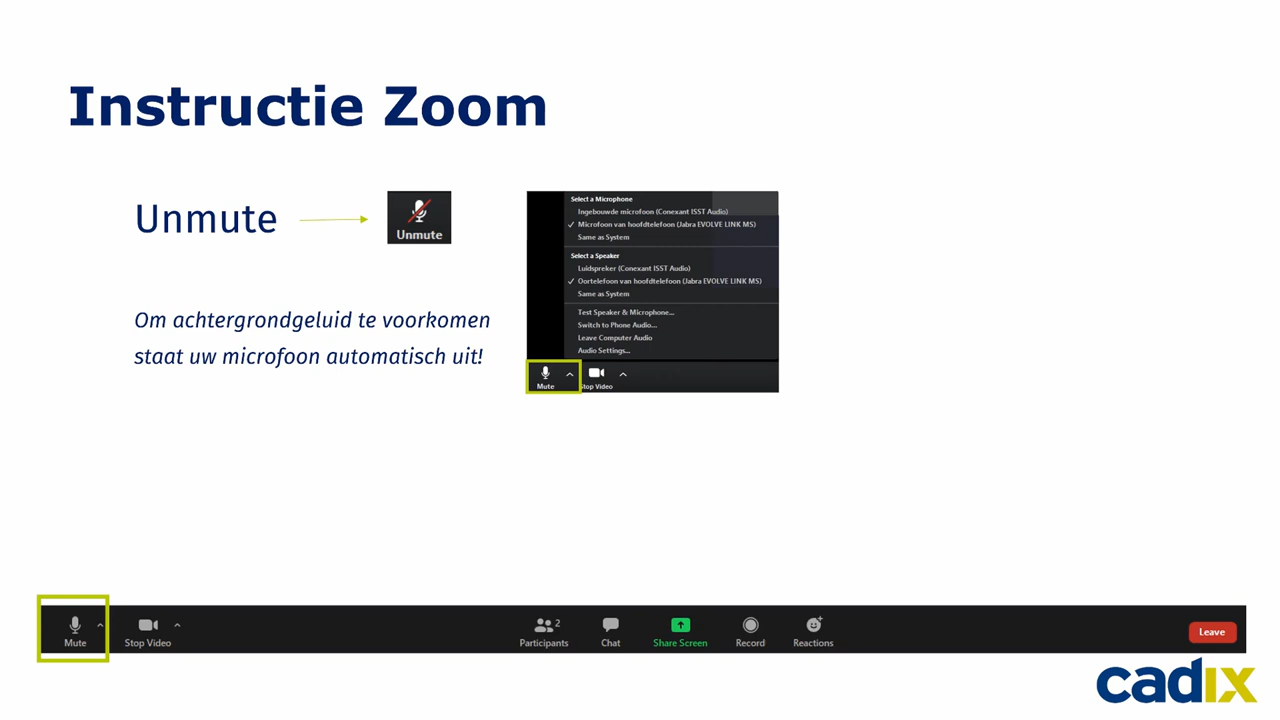 Instructie Zoom
Unmute
Unmute
Om achtergrondgeluid te voorkomen
staat uw microfoon automatisch uit!
Select a Microphone
Ingebouwde microfoon (Conexant ISST Audio)
✓ Microfoon van hoofdtelefoon (Jabra EVOLVE LINK MS)
Same as System
Select a Speaker
Luidspreker (Conexant ISST Audio)
✓ Oortelefoon van hoofdtelefoon (Jabra EVOLVE LINK MS)
Same as System
Test Speaker & Microphone...
Switch to Phone Audio...
Leave Computer Audio
Audio Settings...
Mute
Stop Video
Mute
Stop Video
Participants 2
Chat
Share Screen
Record
Reactions
Leave
cadix